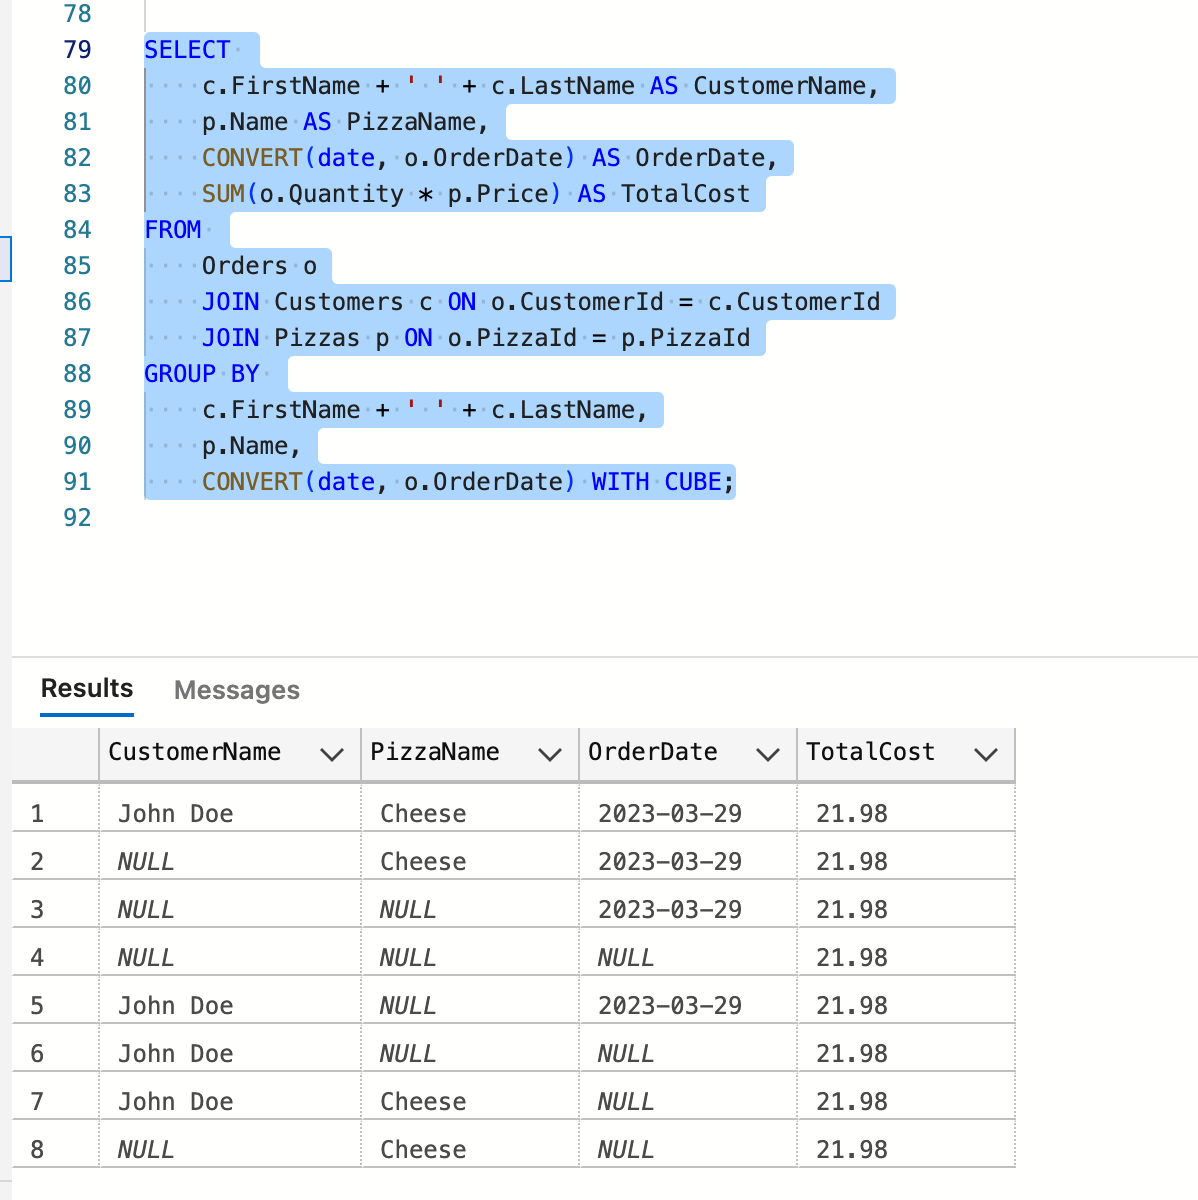 78
79 SELECT
80 c.FirstName + ' ' + c.LastName AS CustomerName,
81 p.Name AS PizzaName,
82 CONVERT(date, o.OrderDate) AS OrderDate,
83 SUM(o.Quantity * p.Price) AS TotalCost
84 FROM
85 Orders o
86 JOIN Customers c ON o.CustomerId = c.CustomerId
87 JOIN Pizzas p ON o.PizzaId = p.PizzaId
88 GROUP BY
89 c.FirstName + ' ' + c.LastName,
90 p.Name,
91 CONVERT(date, o.OrderDate) WITH CUBE;
92
Results Messages
CustomerName PizzaName OrderDate TotalCost
1 John Doe Cheese 2023-03-29 21.98
2 NULL Cheese 2023-03-29 21.98
3 NULL NULL 2023-03-29 21.98
4 NULL NULL NULL 21.98
5 John Doe NULL 2023-03-29 21.98
6 John Doe NULL NULL 21.98
7 John Doe Cheese NULL 21.98
8 NULL Cheese NULL 21.98